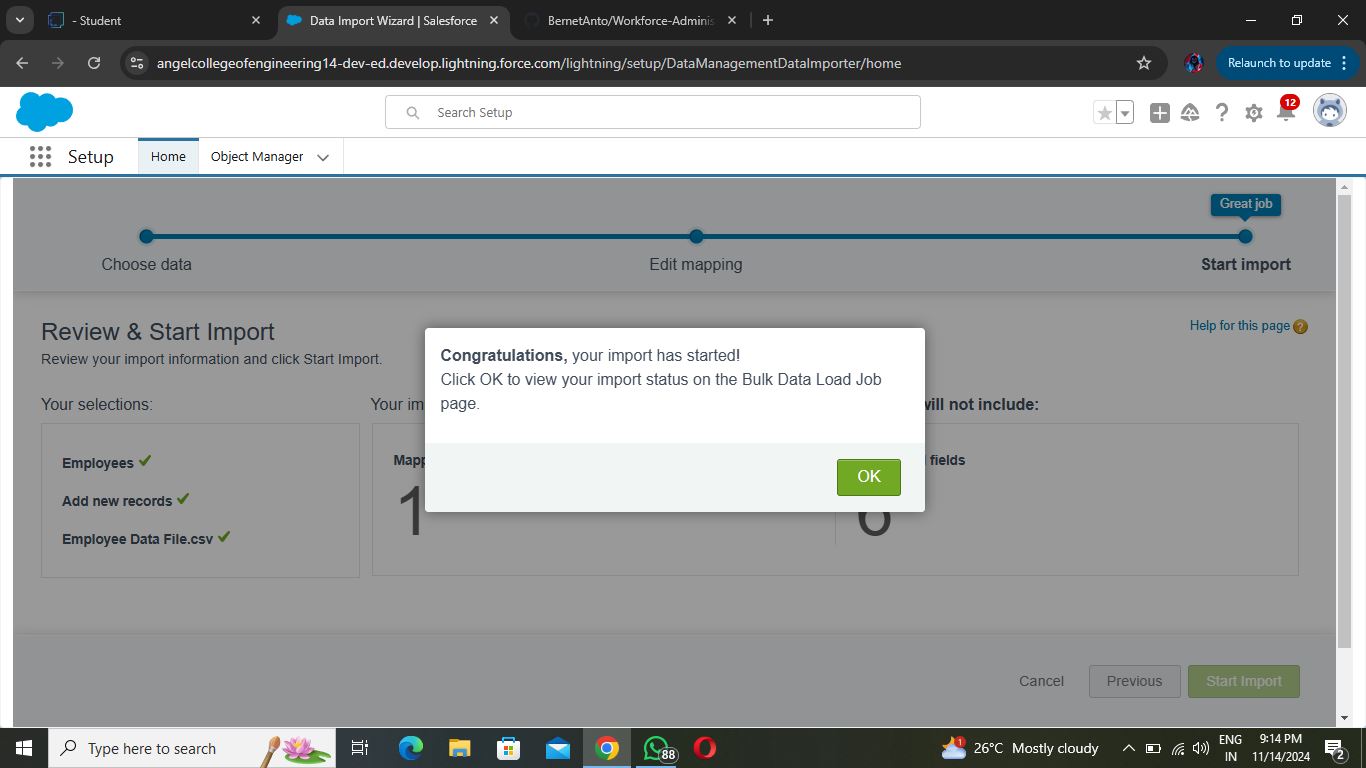 - Student
Data Import Wizard | Salesforce
BernetAnto/Workforce-Adminis
angelcollegeofengineering14-dev-ed.develop.lightning.force.com/lightning/setup/DataManagementDataImporter/home
Relaunch to update
Search Setup
12
Setup
Home
Object Manager
Great job
Choose data
Edit mapping
Start import
Review & Start Import
Help for this page ?
Review your import information and click Start Import.
Congratulations, your import has started!
Click OK to view your import status on the Bulk Data Load Job
page.
OK
Your selections:
Your im
will not include:
Employees
Add new records
Employee Data File.csv
Mapp
1
fields
6
Cancel
Previous
Start Import
Type here to search
88
1
26°C Mostly cloudy
ENG
IN
9:14 PM
11/14/2024
2